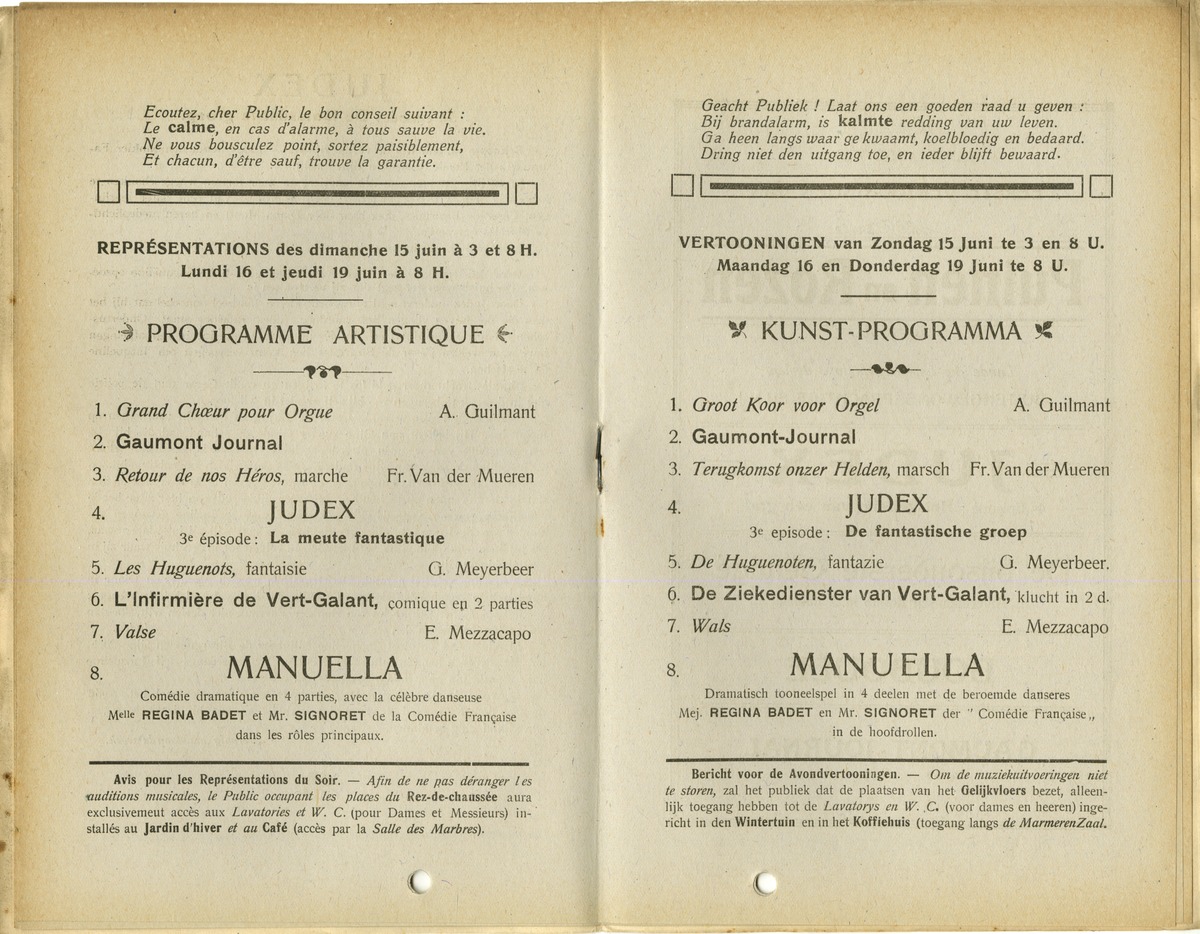 Ecoutez, cher Public, le bon conseil suivant :
Le calme, en cas d'alarme, à tous sauve la vie.
Ne vous bousculez point, sortez paisiblement,
Et chacun, d'être sauf, trouve la garantie.
REPRÉSENTATIONS des dimanche 15 juin à 3 et 8 H.
Lundi 16 et jeudi 19 juin à 8 H.
PROGRAMME ARTISTIQUE
1. Grand Chœur pour Orgue A. Guilmant
2. Gaumont Journal
3. Retour de nos Héros, marche Fr. Van der Mueren
4. JUDEX
3e épisode : La meute fantastique
5. Les Huguenots, fantaisie G. Meyerbeer
6. L'Infirmière de Vert-Galant, comique en 2 parties
7. Valse E. Mezzacapo
8. MANUELLA
Comédie dramatique en 4 parties, avec la célèbre danseuse
Melle REGINA BADET et Mr. SIGNORET de la Comédie Française
dans les rôles principaux.
Avis pour les Représentations du Soir. — Afin de ne pas déranger les
auditions musicales, le Public occupant les places du Rez-de-chaussée aura
exclusivement accès aux Lavatories et W. C. (pour Dames et Messieurs) in-
stallés au Jardin d'hiver et au Café (accès par la Salle des Marbres).
Geacht Publiek ! Laat ons een goeden raad u geven :
Bij brandalarm, is kalmte redding van uw leven.
Ga heen langs waar ge kwaamt, koelbloedig en bedaard.
Dring niet den uitgang toe, en ieder blijft bewaard.
VERTOONINGEN van Zondag 15 Juni te 3 en 8 U.
Maandag 16 en Donderdag 19 Juni te 8 U.
KUNST-PROGRAMMA
1. Groot Koor voor Orgel A. Guilmant
2. Gaumont-Journal
3. Terugkomst onzer Helden, marsch Fr. Van der Mueren
4. JUDEX
3e episode : De fantastische groep
5. De Huguenoten, fantazie G. Meyerbeer.
6. De Ziekedienster van Vert-Galant, klucht in 2 d.
7. Wals E. Mezzacapo
8. MANUELLA
Dramatisch tooneelspel in 4 deelen met de beroemde danseres
Mej. REGINA BADET en Mr. SIGNORET der " Comédie Française„
in de hoofdrollen.
Bericht voor de Avondvertooningen. — Om de muziekuitvoeringen niet
te storen, zal het publiek dat de plaatsen van het Gelijkvloers bezet, alleen-
lijk toegang hebben tot de Lavatorys en W. C. (voor dames en heeren) inge-
richt in den Wintertuin en in het Koffiehuis (toegang langs de MarmerenZaal.